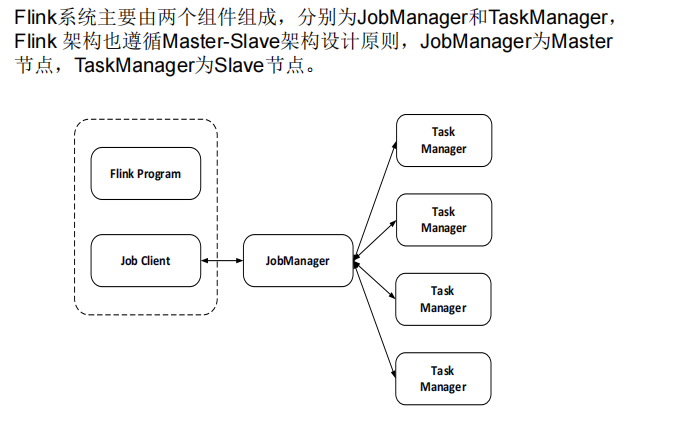 Flink系统主要由两个组件组成，分别为JobManager和TaskManager，
Flink 架构也遵循Master-Slave架构设计原则，JobManager为Master
节点，TaskManager为Slave节点。
Flink Program
Job Client
JobManager
Task
Manager
Task
Manager
Task
Manager
Task
Manager